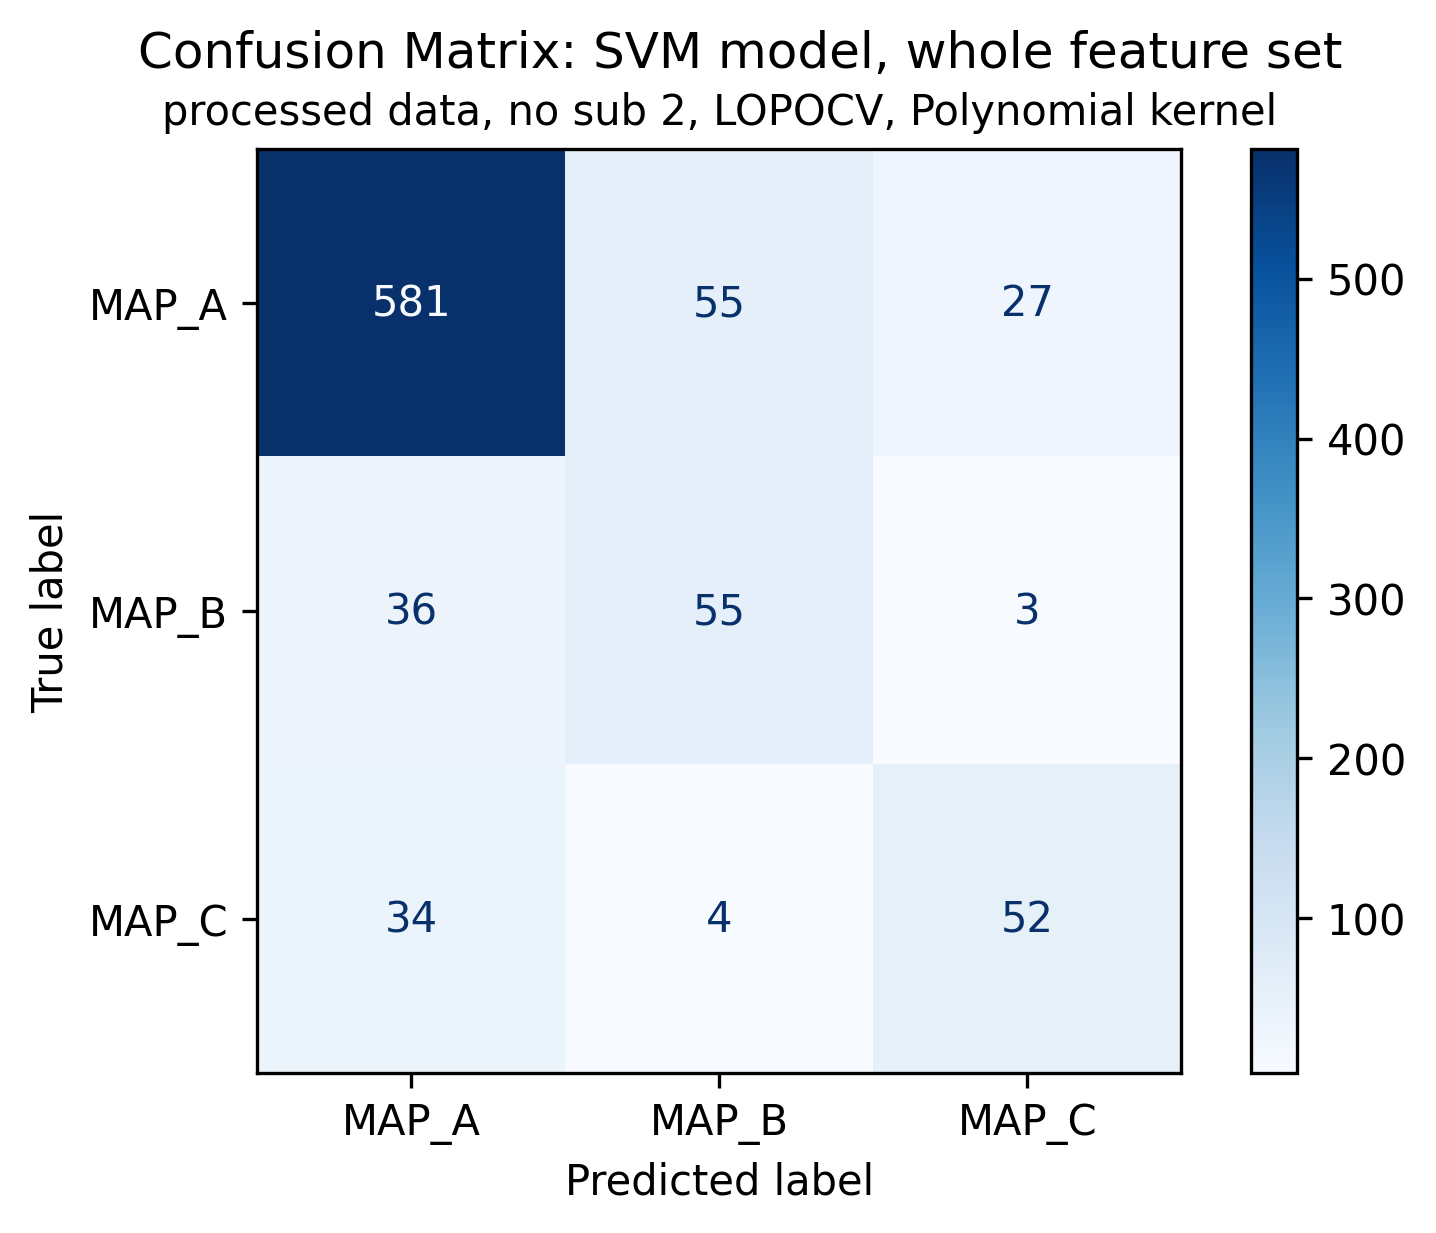 Confusion Matrix: SVM model, whole feature set
processed data, no sub 2, LOPOCV, Polynomial kernel
MAP_A 581 55 27
MAP_B 36 55 3
MAP_C 34 4 52
MAP_A MAP_B MAP_C
Predicted label
True label
500
400
300
200
100